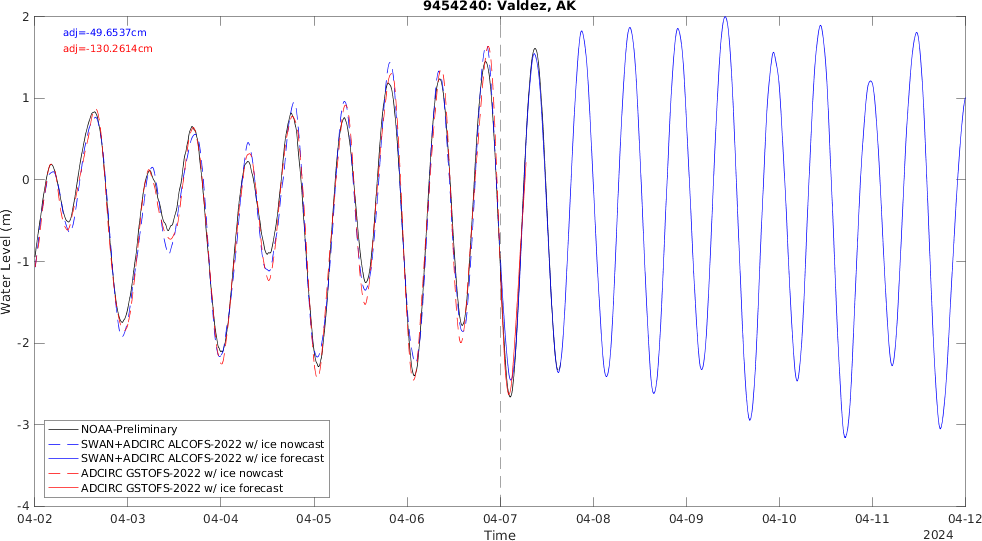 9454240: Valdez, AK
adj=-49.6537cm
adj=-130.2614cm
2
1
0
-1
-2
-3
-4
Water Level (m)
NOAA-Preliminary
SWAN+ADCIRC ALCOFS-2022 w/ ice nowcast
SWAN+ADCIRC ALCOFS-2022 w/ ice forecast
ADCIRC GSTOFS-2022 w/ ice nowcast
ADCIRC GSTOFS-2022 w/ ice forecast
04-02 04-03 04-04 04-05 04-06 04-07 04-08 04-09 04-10 04-11 04-12
Time
2024